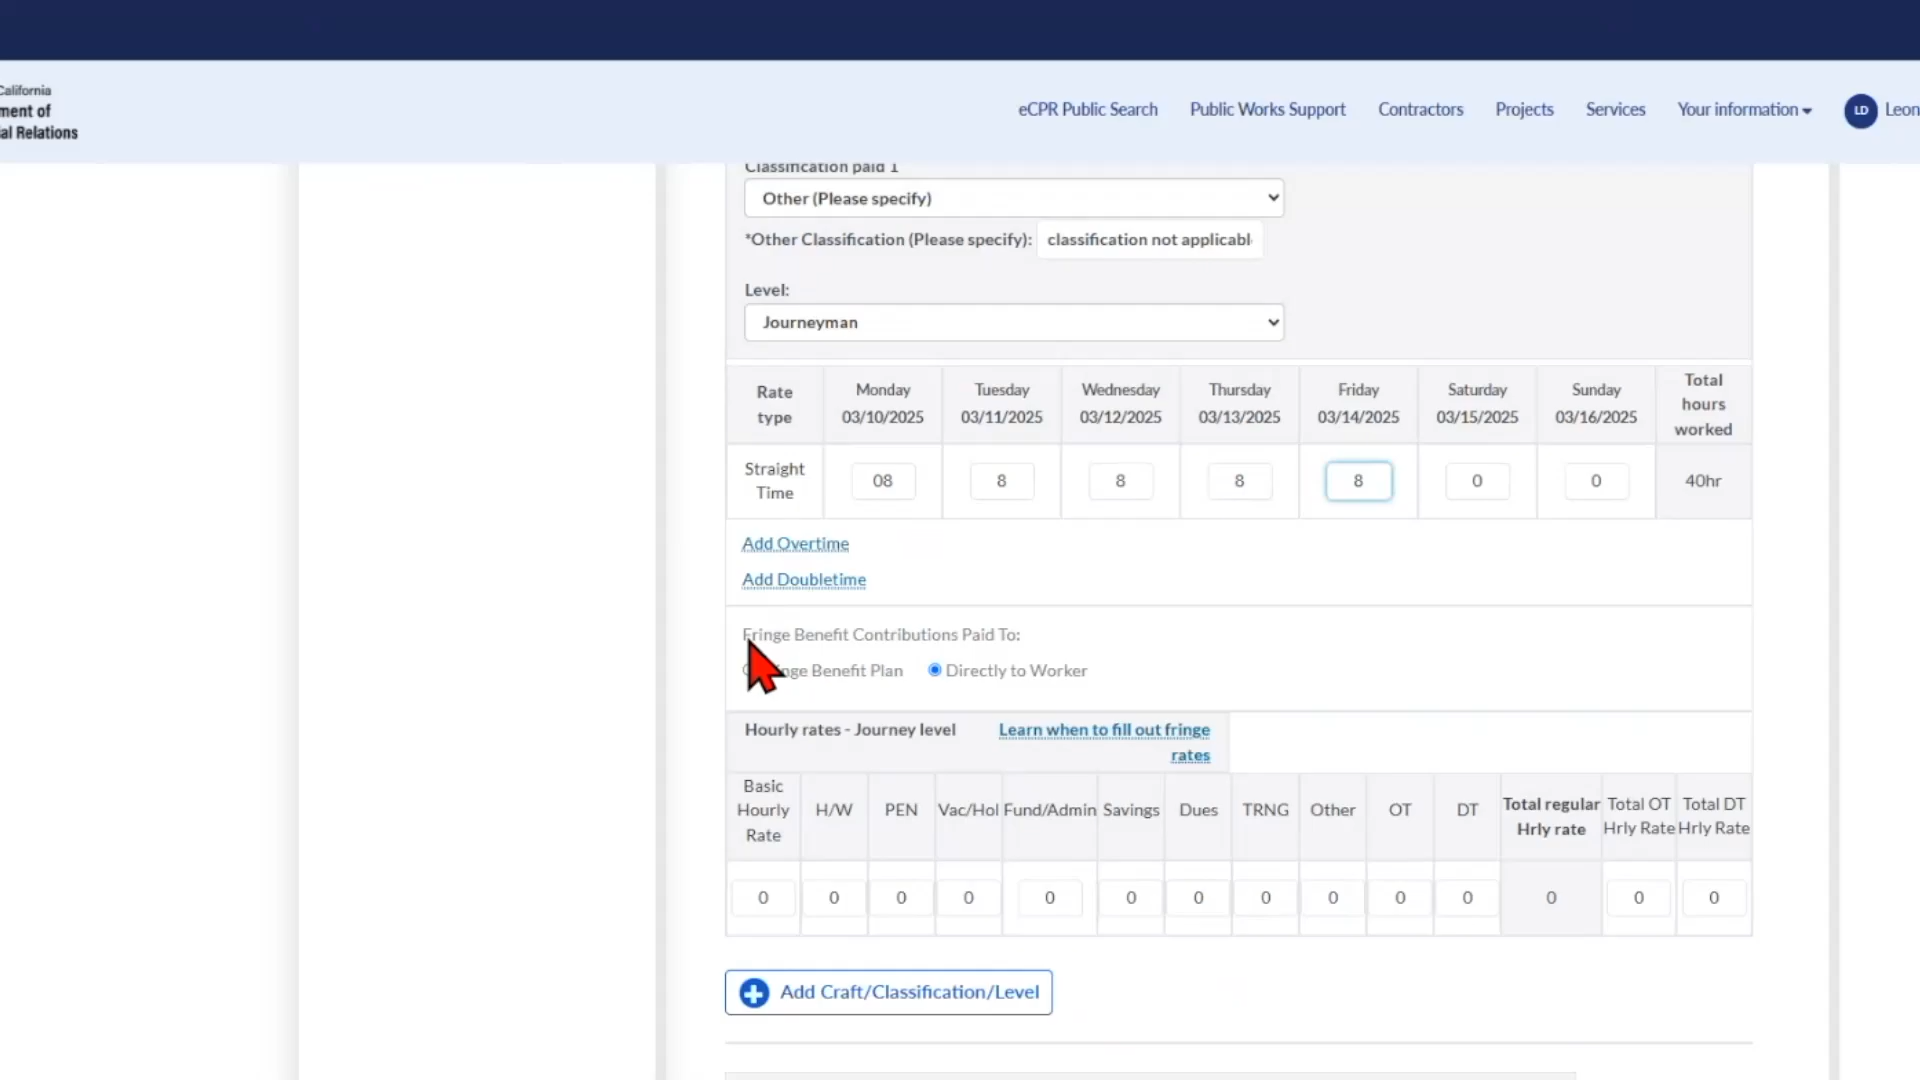 California
ment of
al Relations
eCPR Public Search Public Works Support Contractors Projects Services Your information LD Leon
Classification paid 1
Other (Please specify)
*Other Classification (Please specify): classification not applicabl
Level:
Journeyman
Rate type
Monday 03/10/2025
Tuesday 03/11/2025
Wednesday 03/12/2025
Thursday 03/13/2025
Friday 03/14/2025
Saturday 03/15/2025
Sunday 03/16/2025
Total hours worked
Straight Time 08 8 8 8 8 0 0 40hr
Add Overtime
Add Doubletime
Fringe Benefit Contributions Paid To:
nge Benefit Plan Directly to Worker
Hourly rates - Journey level
Learn when to fill out fringe
rates
Basic Hourly Rate
H/W PEN Vac/Hol Fund/Admin Savings Dues TRNG Other OT DT
Total regular Hrly rate
Total OT Hrly Rate
Total DT Hrly Rate
0 0 0 0 0 0 0 0 0 0 0 0 0 0
Add Craft/Classification/Level